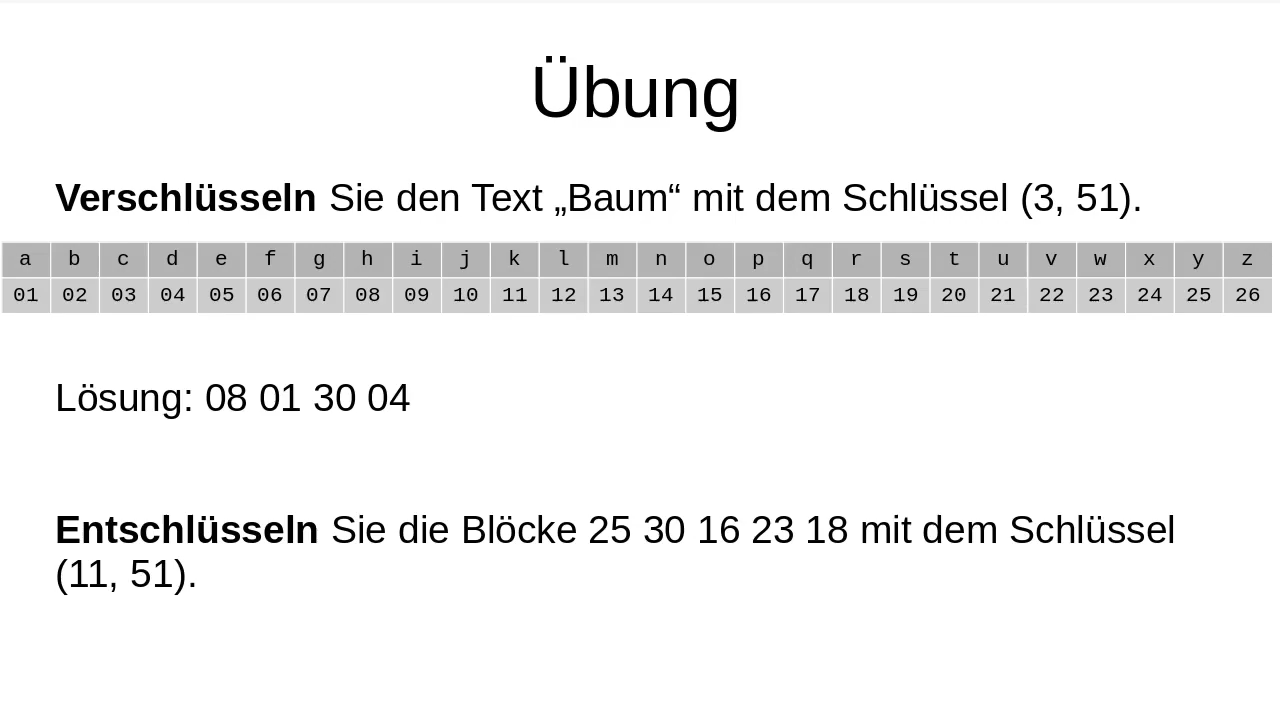 Übung
Verschlüsseln Sie den Text „Baum“ mit dem Schlüssel (3, 51).
a b c d e f g h i j k l m n o p q r s t u v w x y z
01 02 03 04 05 06 07 08 09 10 11 12 13 14 15 16 17 18 19 20 21 22 23 24 25 26
Lösung: 08 01 30 04
Entschlüsseln Sie die Blöcke 25 30 16 23 18 mit dem Schlüssel
(11, 51).